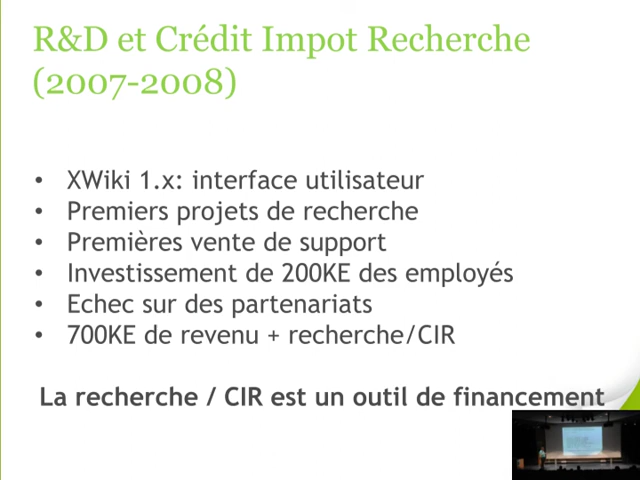 R&D et Crédit Impot Recherche
(2007-2008)
• XWiki 1.x: interface utilisateur
• Premiers projets de recherche
• Premières vente de support
• Investissement de 200KE des employés
• Echec sur des partenariats
• 700KE de revenu + recherche/CIR
La recherche / CIR est un outil de financement